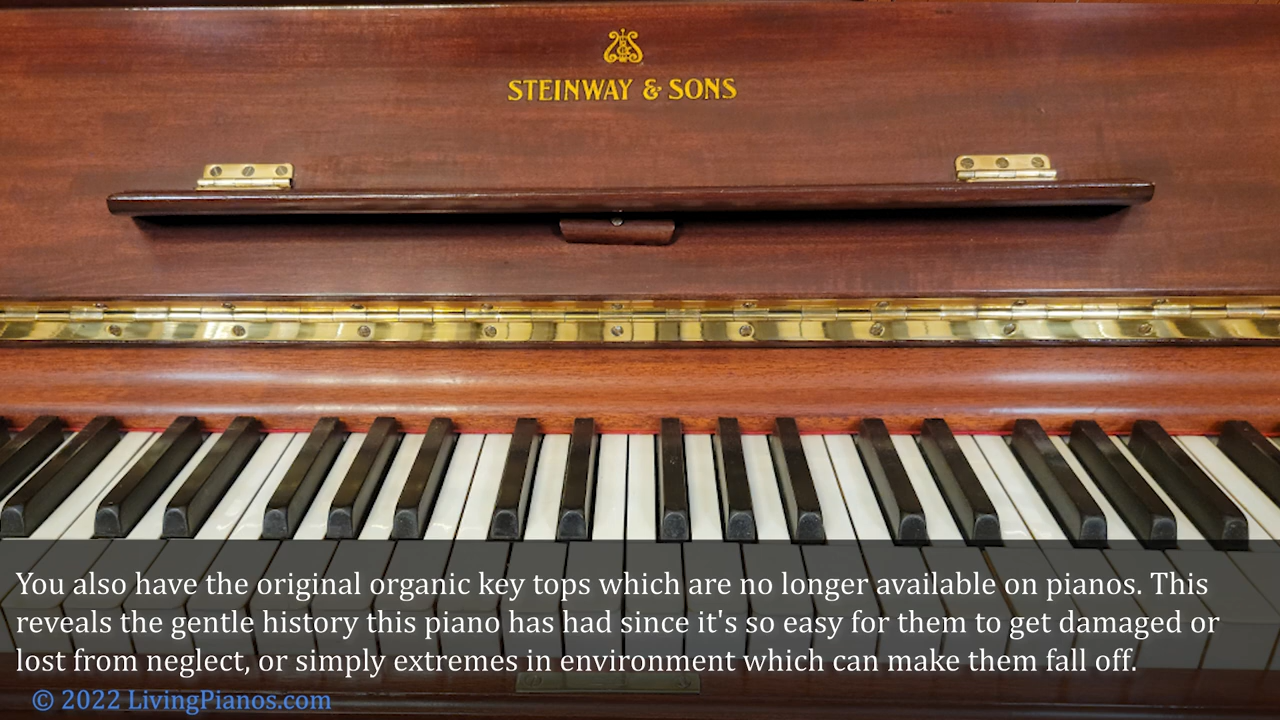 STEINWAY & SONS
You also have the original organic key tops which are no longer available on pianos. This
reveals the gentle history this piano has had since it's so easy for them to get damaged or
lost from neglect, or simply extremes in environment which can make them fall off.
© 2022 LivingPianos.com